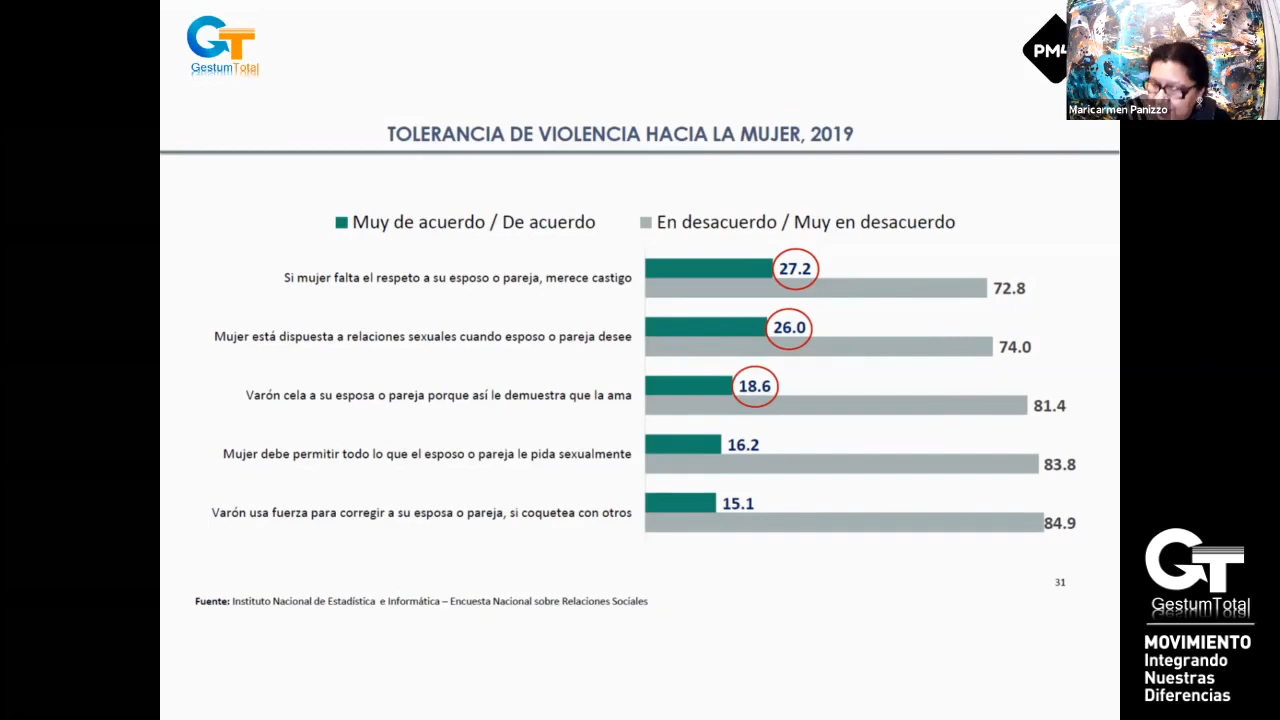 GT
GestumTotal
PM
Maricarmen Panizzo
TOLERANCIA DE VIOLENCIA HACIA LA MUJER, 2019
Muy de acuerdo / De acuerdo
En desacuerdo / Muy en desacuerdo
Si mujer falta el respeto a su esposo o pareja, merece castigo
27.2
72.8
Mujer está dispuesta a relaciones sexuales cuando esposo o pareja desee
26.0
74.0
Varón cela a su esposa o pareja porque así le demuestra que la ama
18.6
81.4
Mujer debe permitir todo lo que el esposo o pareja le pida sexualmente
16.2
83.8
Varón usa fuerza para corregir a su esposa o pareja, si coquetea con otros
15.1
84.9
31
Fuente: Instituto Nacional de Estadística e Informática – Encuesta Nacional sobre Relaciones Sociales
GT
GestumTotal
MOVIMIENTO
Integrando
Nuestras
Diferencias